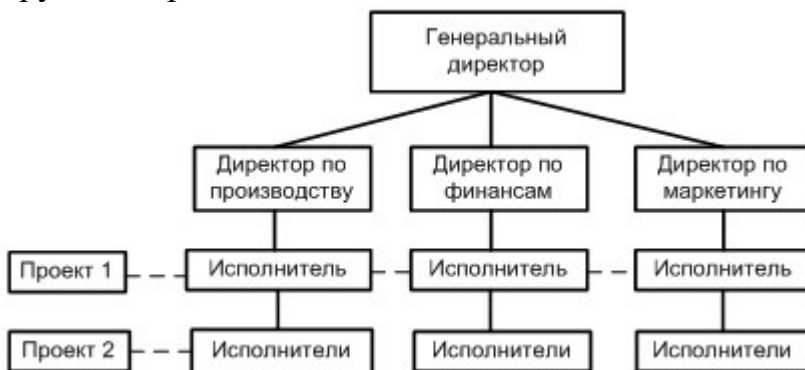 Генеральный
директор
Директор по
производству
Директор по
финансам
Директор по
маркетингу
Проект 1
Исполнитель
Исполнитель
Исполнитель
Проект 2
Исполнители
Исполнители
Исполнители